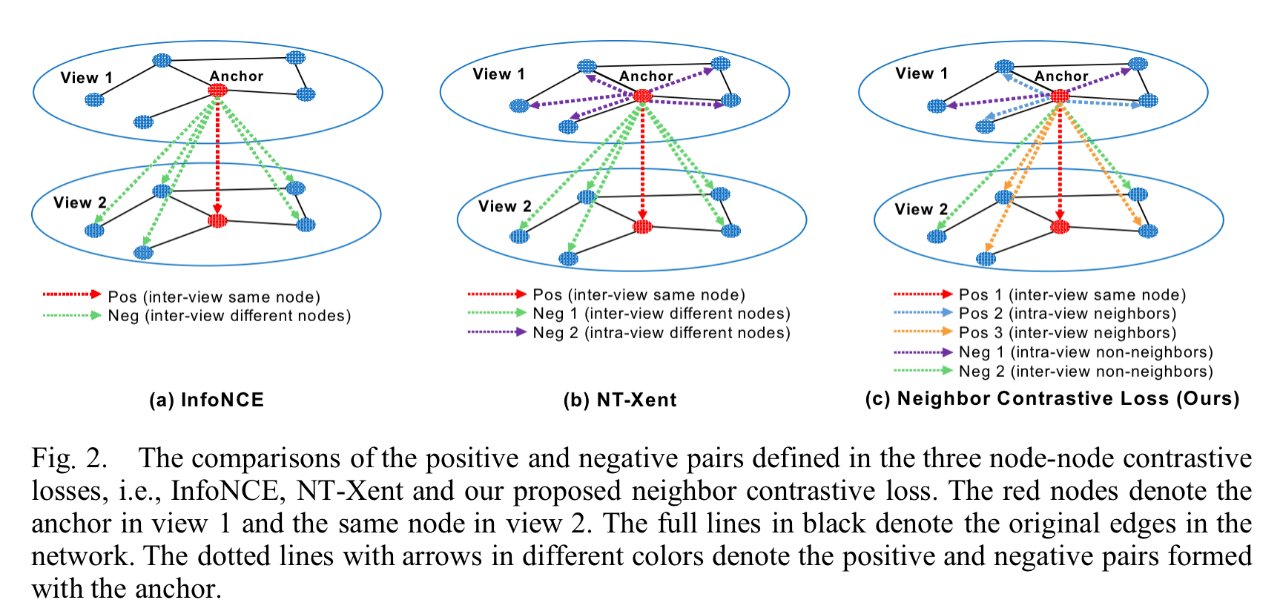 View 1
Anchor
View 2
Pos (inter-view same node)
Neg (inter-view different nodes)
(a) InfoNCE
View 1
Anchor
View 2
Pos (inter-view same node)
Neg 1 (inter-view different nodes)
Neg 2 (intra-view different nodes)
(b) NT-Xent
View 1
Anchor
View 2
Pos 1 (inter-view same node)
Pos 2 (intra-view neighbors)
Pos 3 (inter-view neighbors)
Neg 1 (intra-view non-neighbors)
Neg 2 (inter-view non-neighbors)
(c) Neighbor Contrastive Loss (Ours)
Fig. 2. The comparisons of the positive and negative pairs defined in the three node-node contrastive
losses, i.e., InfoNCE, NT-Xent and our proposed neighbor contrastive loss. The red nodes denote the
anchor in view 1 and the same node in view 2. The full lines in black denote the original edges in the
network. The dotted lines with arrows in different colors denote the positive and negative pairs formed
with the anchor.